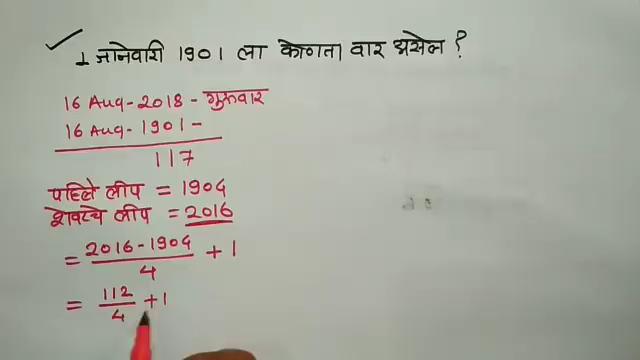 1 जानेवारी 1901 ला कोणता वार असेल ?
16 Aug - 2018 - गुरुवार
16 Aug - 1901 -
117
पहिले लीप = 1904
शेवटचे लीप = 2016
= 2016 - 1904 / 4 + 1
= 112 / 4 + 1